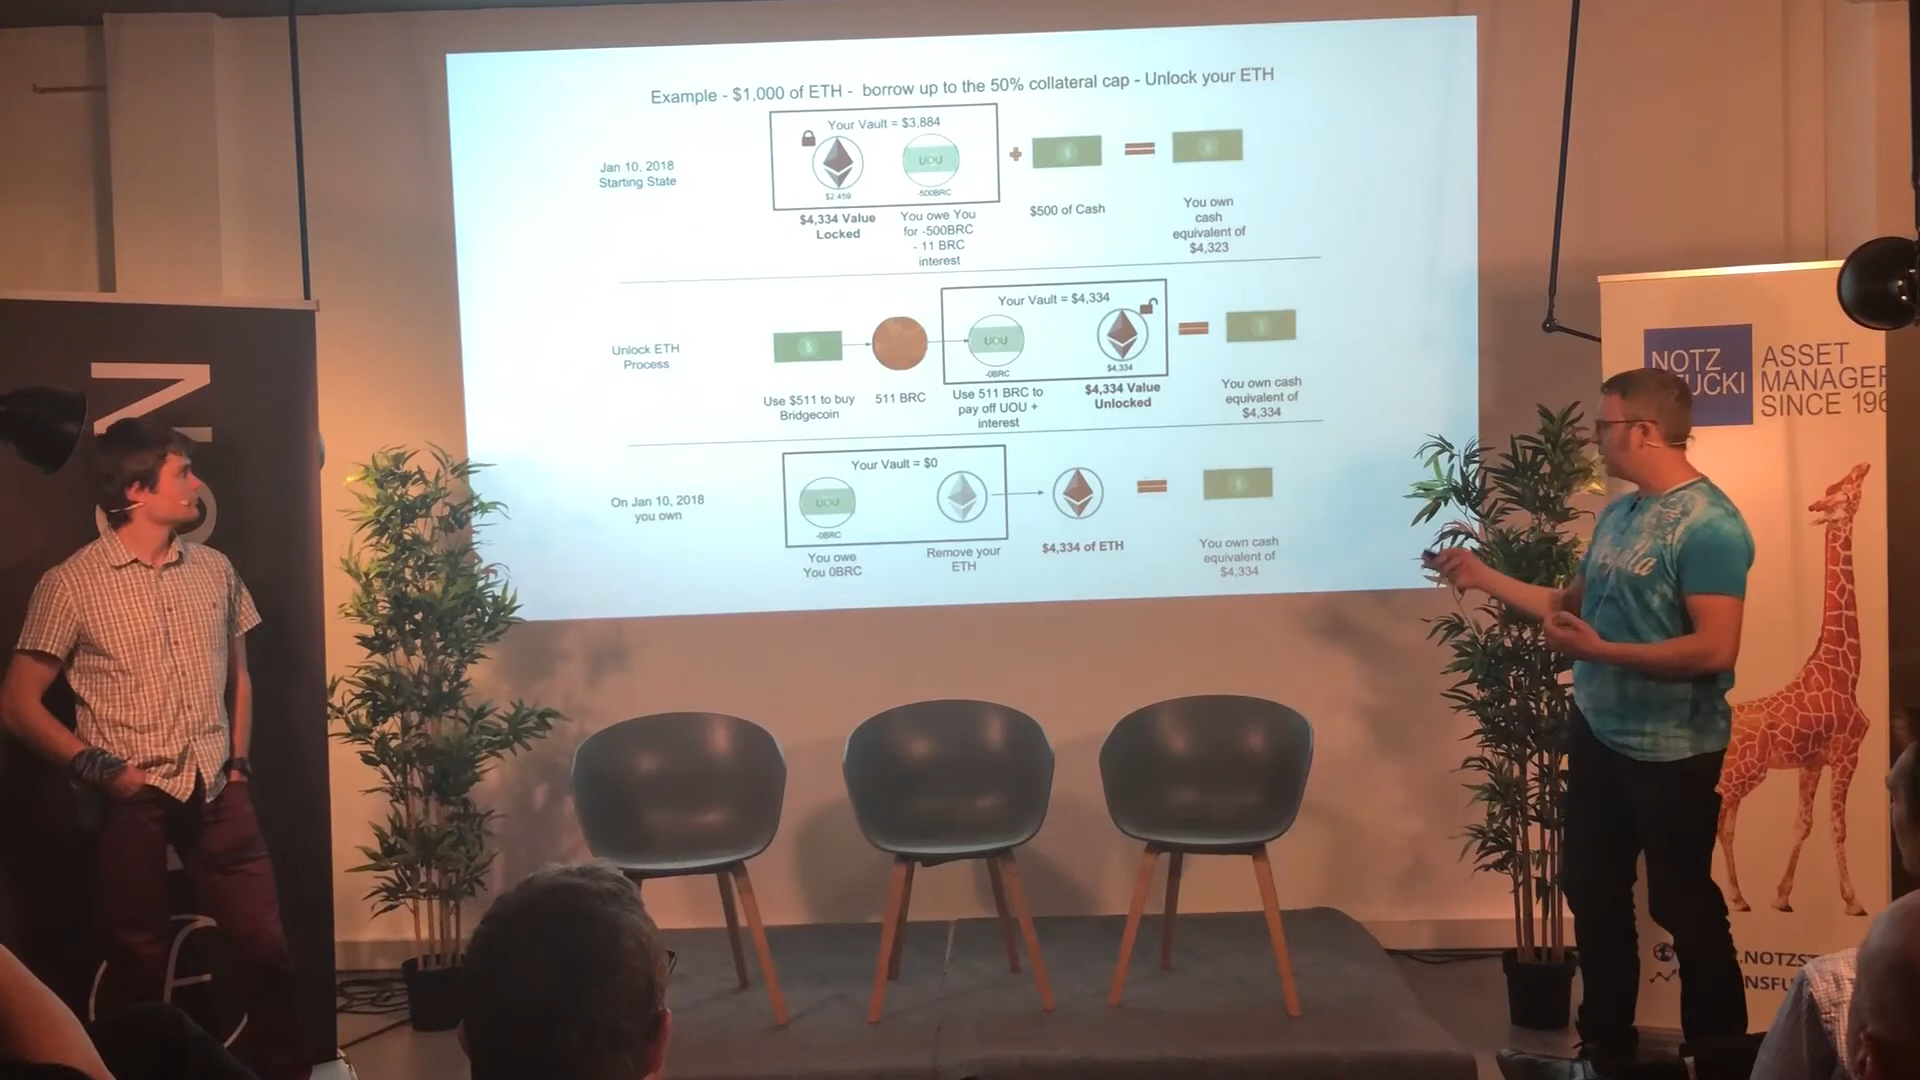 Example - $1,000 of ETH - borrow up to the 50% collateral cap - Unlock your ETH
Jan 10, 2018
Starting State
Your Vault = $3,884
$2,459
UOU
-500BRC
$4,334 Value
Locked
You owe You
for -500BRC
- 11 BRC
interest
$500 of Cash
You own
cash
equivalent of
$4,323
Unlock ETH
Process
Use $511 to buy
Bridgecoin
511 BRC
Your Vault = $4,334
UOU
-0BRC
$4,334
Use 511 BRC to
pay off UOU +
interest
$4,334 Value
Unlocked
You own cash
equivalent of
$4,334
On Jan 10, 2018
you own
Your Vault = $0
UOU
-0BRC
You owe
You 0BRC
Remove your
ETH
$4,334 of ETH
You own cash
equivalent of
$4,334
NOTZ
ASSET
SINCE 196